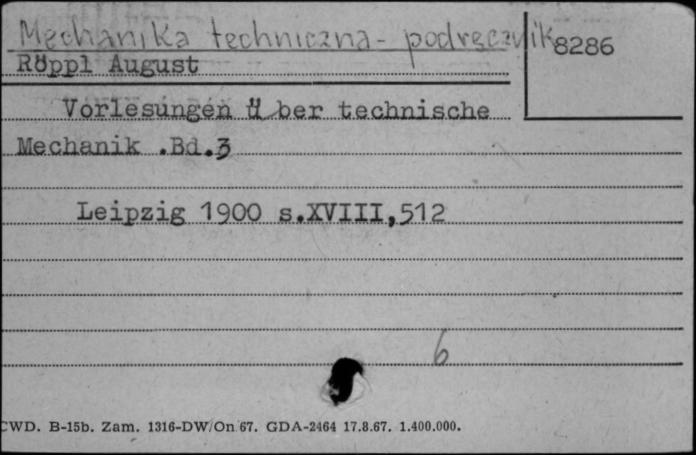 Mechanika techniczna - podręcznik
8286
Röppl August
Vorlesungen über technische
Mechanik .Bd.3
Leipzig 1900 s.XVIII,512
6
CWD. B-15b. Zam. 1316-DW/On 67. GDA-2464 17.8.67. 1.400.000.